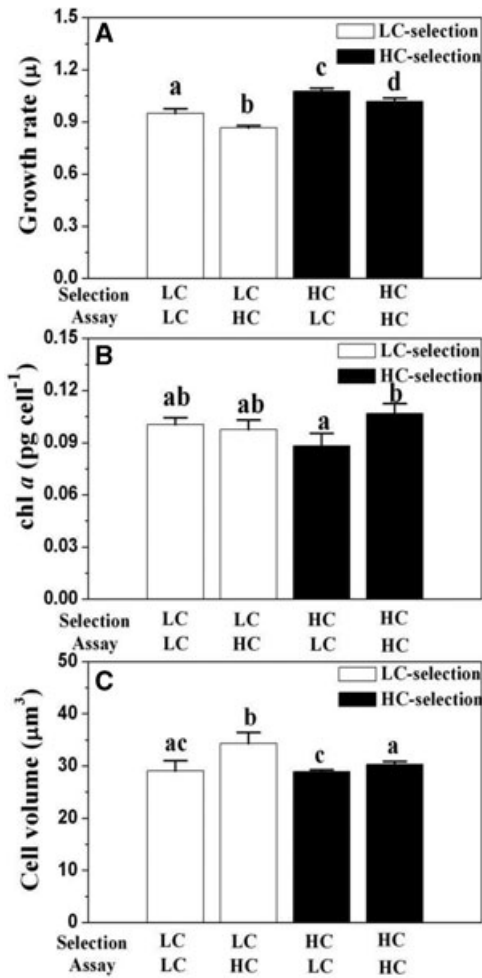 A
LC-selection
HC-selection
Growth rate (μ)
1.5
1.2
0.9
0.6
0.3
0.0
a
b
c
d
Selection LC LC HC HC
Assay LC HC LC HC
B
LC-selection
HC-selection
chl a (pg cell⁻¹)
0.15
0.12
0.09
0.06
0.03
0.00
ab
ab
a
b
Selection LC LC HC HC
Assay LC HC LC HC
C
LC-selection
HC-selection
Cell volume (μm³)
50
40
30
20
10
0
ac
b
c
a
Selection LC LC HC HC
Assay LC HC LC HC